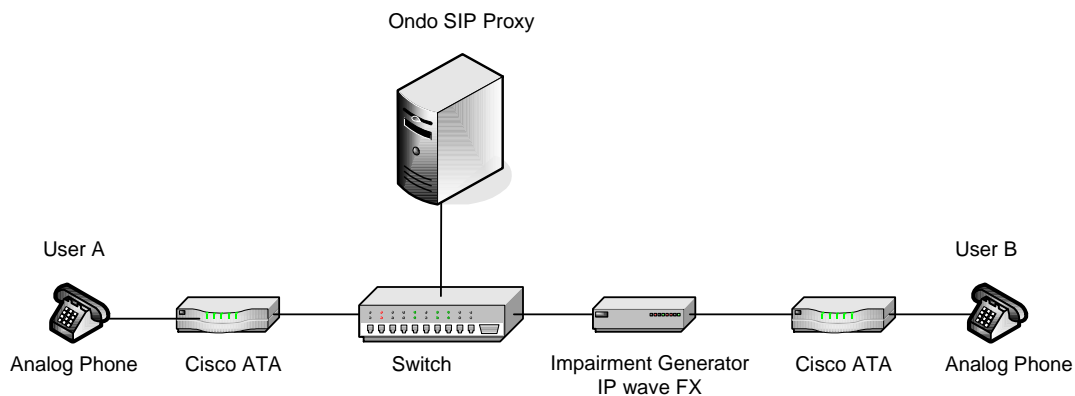 Ondo SIP Proxy
User A
User B
Analog Phone
Cisco ATA
Switch
Impairment Generator
IP wave FX
Cisco ATA
Analog Phone